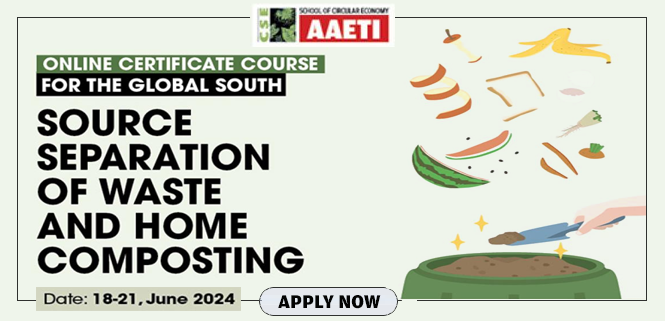 CSE
SCHOOL OF CIRCULAR ECONOMY
AAETI
ONLINE CERTIFICATE COURSE
FOR THE GLOBAL SOUTH
SOURCE
SEPARATION
OF WASTE
AND HOME
COMPOSTING
Date: 18-21, June 2024
APPLY NOW